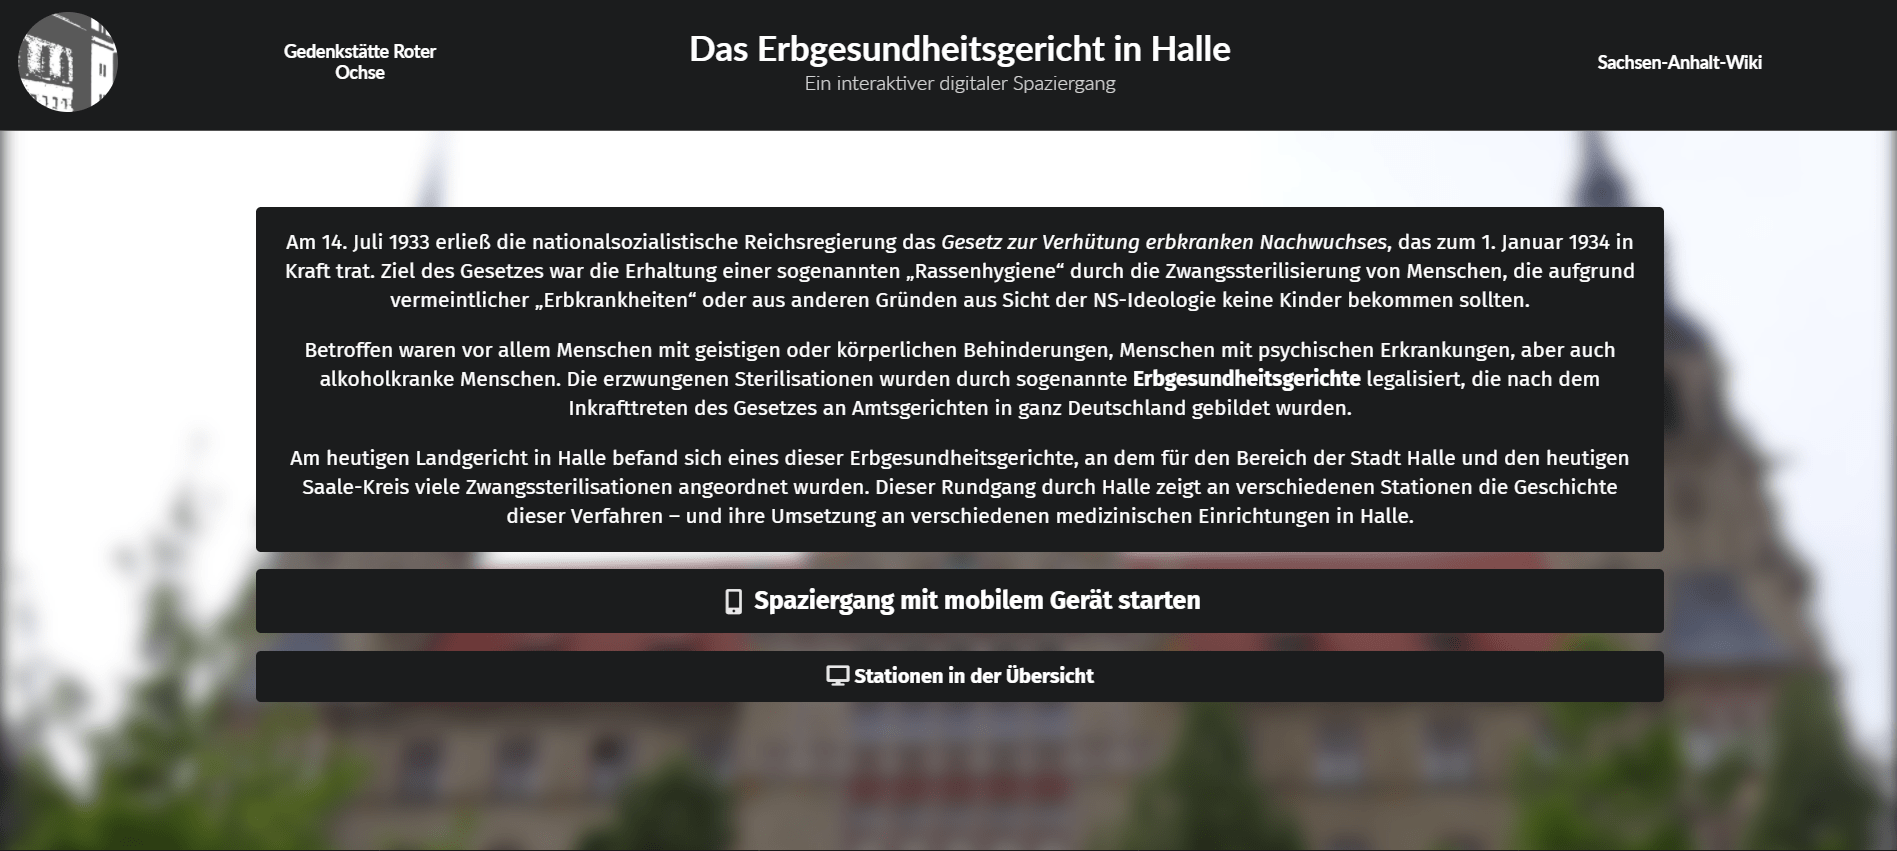 Gedenkstätte Roter
Ochse
Das Erbgesundheitsgericht in Halle
Ein interaktiver digitaler Spaziergang
Sachsen-Anhalt-Wiki
Am 14. Juli 1933 erließ die nationalsozialistische Reichsregierung das Gesetz zur Verhütung erbkranken Nachwuchses, das zum 1. Januar 1934 in
Kraft trat. Ziel des Gesetzes war die Erhaltung einer sogenannten „Rassenhygiene“ durch die Zwangssterilisierung von Menschen, die aufgrund
vermeintlicher „Erbkrankheiten“ oder aus anderen Gründen aus Sicht der NS-Ideologie keine Kinder bekommen sollten.
Betroffen waren vor allem Menschen mit geistigen oder körperlichen Behinderungen, Menschen mit psychischen Erkrankungen, aber auch
alkoholkranke Menschen. Die erzwungenen Sterilisationen wurden durch sogenannte Erbgesundheitsgerichte legalisiert, die nach dem
Inkrafttreten des Gesetzes an Amtsgerichten in ganz Deutschland gebildet wurden.
Am heutigen Landgericht in Halle befand sich eines dieser Erbgesundheitsgerichte, an dem für den Bereich der Stadt Halle und den heutigen
Saale-Kreis viele Zwangssterilisationen angeordnet wurden. Dieser Rundgang durch Halle zeigt an verschiedenen Stationen die Geschichte
dieser Verfahren – und ihre Umsetzung an verschiedenen medizinischen Einrichtungen in Halle.
Spaziergang mit mobilem Gerät starten
Stationen in der Übersicht